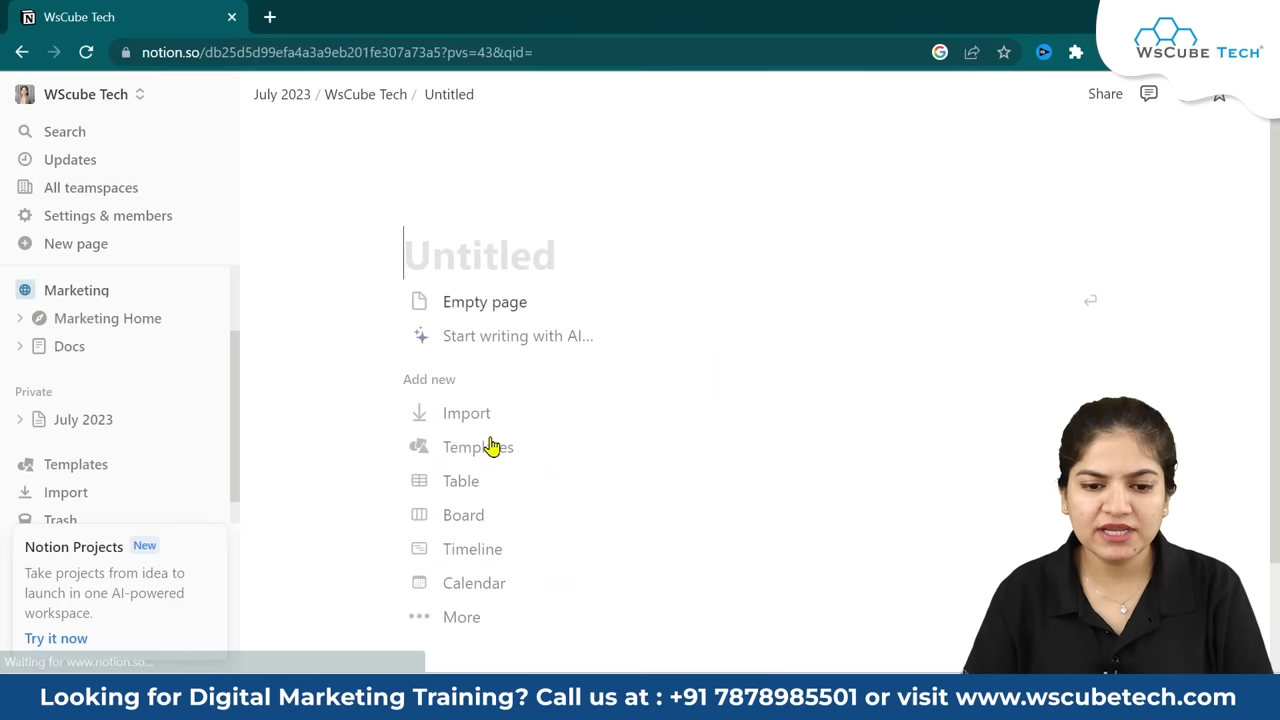 WsCube Tech
notion.so/db25d5d99efa4a3a9eb201fe307a73a5?pvs=43&qid=
WsCube Tech
WScube Tech
July 2023 / WsCube Tech / Untitled
Share
Search
Updates
All teamspaces
Settings & members
New page
Marketing
Marketing Home
Docs
Private
July 2023
Templates
Import
Trash
Notion Projects New
Take projects from idea to
launch in one AI-powered
workspace.
Try it now
Waiting for www.notion.so...
Untitled
Empty page
Start writing with AI...
Add new
Import
Templates
Table
Board
Timeline
Calendar
More
Looking for Digital Marketing Training? Call us at : +91 7878985501 or visit www.wscubetech.com